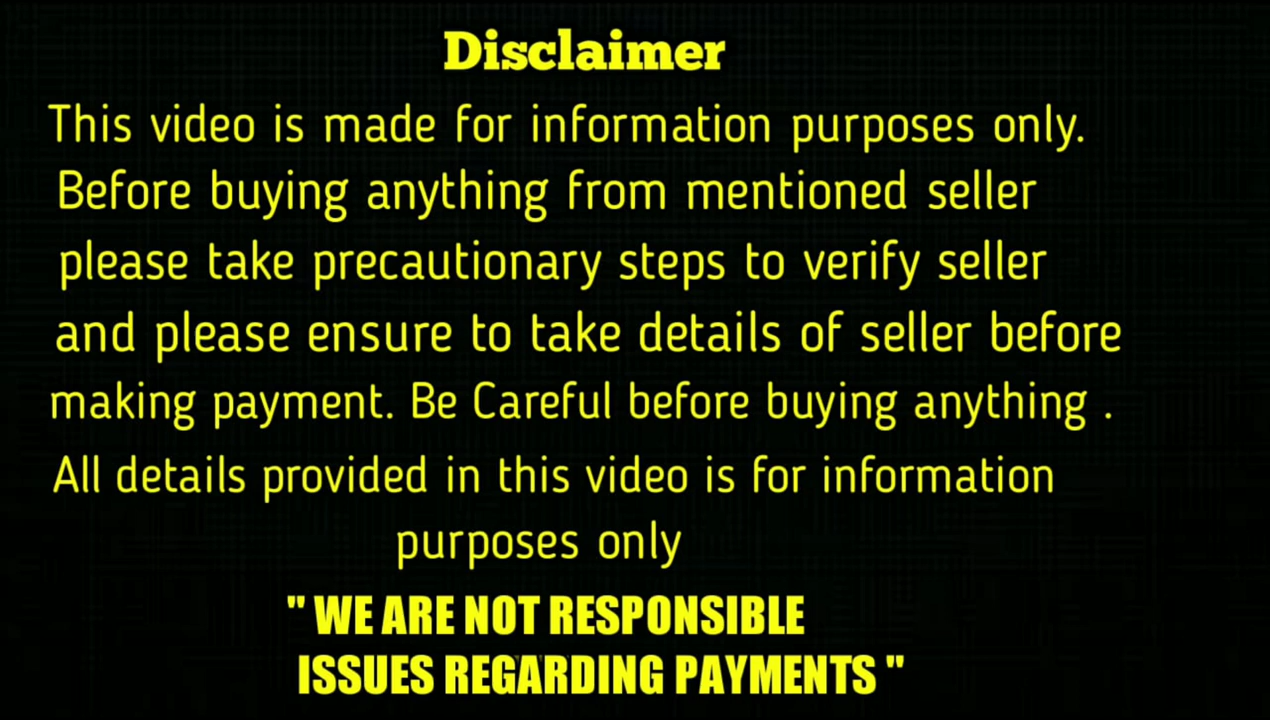 Disclaimer
This video is made for information purposes only.
Before buying anything from mentioned seller
please take precautionary steps to verify seller
and please ensure to take details of seller before
making payment. Be Careful before buying anything .
All details provided in this video is for information
purposes only
" WE ARE NOT RESPONSIBLE
ISSUES REGARDING PAYMENTS "